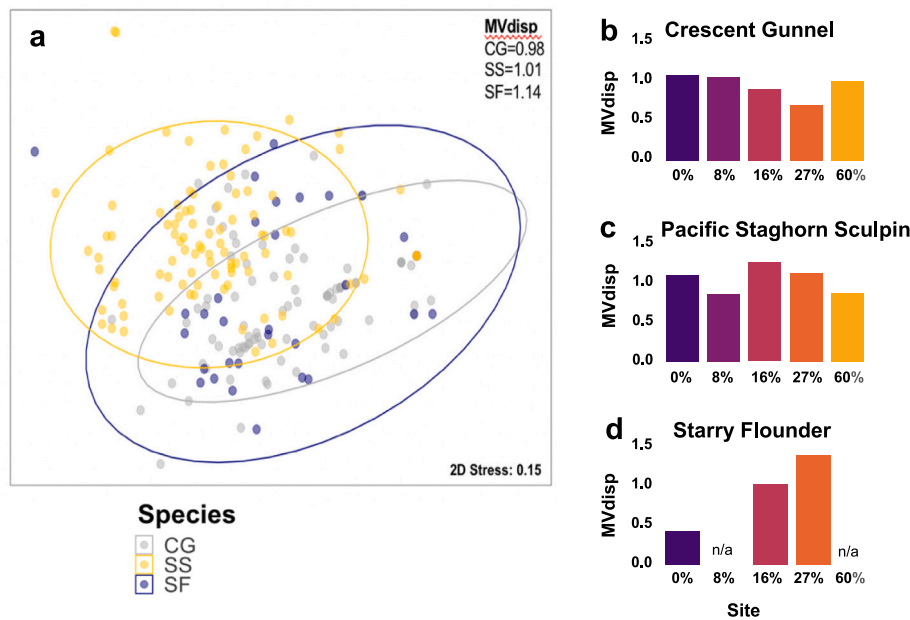 a
MVdisp
CG=0.98
SS=1.01
SF=1.14
2D Stress: 0.15
Species
CG
SS
SF
b Crescent Gunnel
MVdisp
1.5
1.0
0.5
0.0
0% 8% 16% 27% 60%
c Pacific Staghorn Sculpin
MVdisp
1.5
1.0
0.5
0.0
0% 8% 16% 27% 60%
d Starry Flounder
MVdisp
1.5
1.0
0.5
0.0
n/a n/a
0% 8% 16% 27% 60%
Site